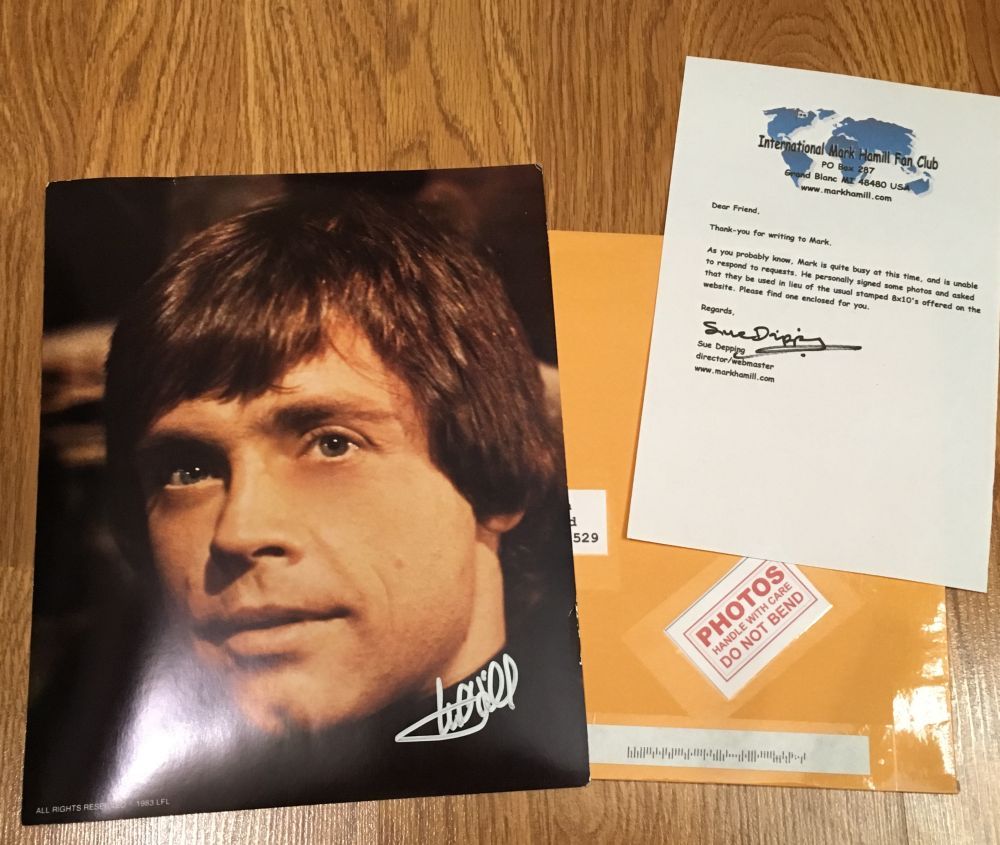 International Mark Hamill Fan Club
PO Box 287
Grand Blanc MI 48480 USA
www.markhamill.com
Dear Friend,
Thank-you for writing to Mark.
As you probably know, Mark is quite busy at this time, and is unable
to respond to requests. He personally signed some photos and asked
that they be used in lieu of the usual stamped 8x10's offered on the
website. Please find one enclosed for you.
Regards,
Sue Depping
Sue Depping
director/webmaster
www.markhamill.com
d
529
PHOTOS
HANDLE WITH CARE
DO NOT BEND
ALL RIGHTS RESERVED 1983 LFL